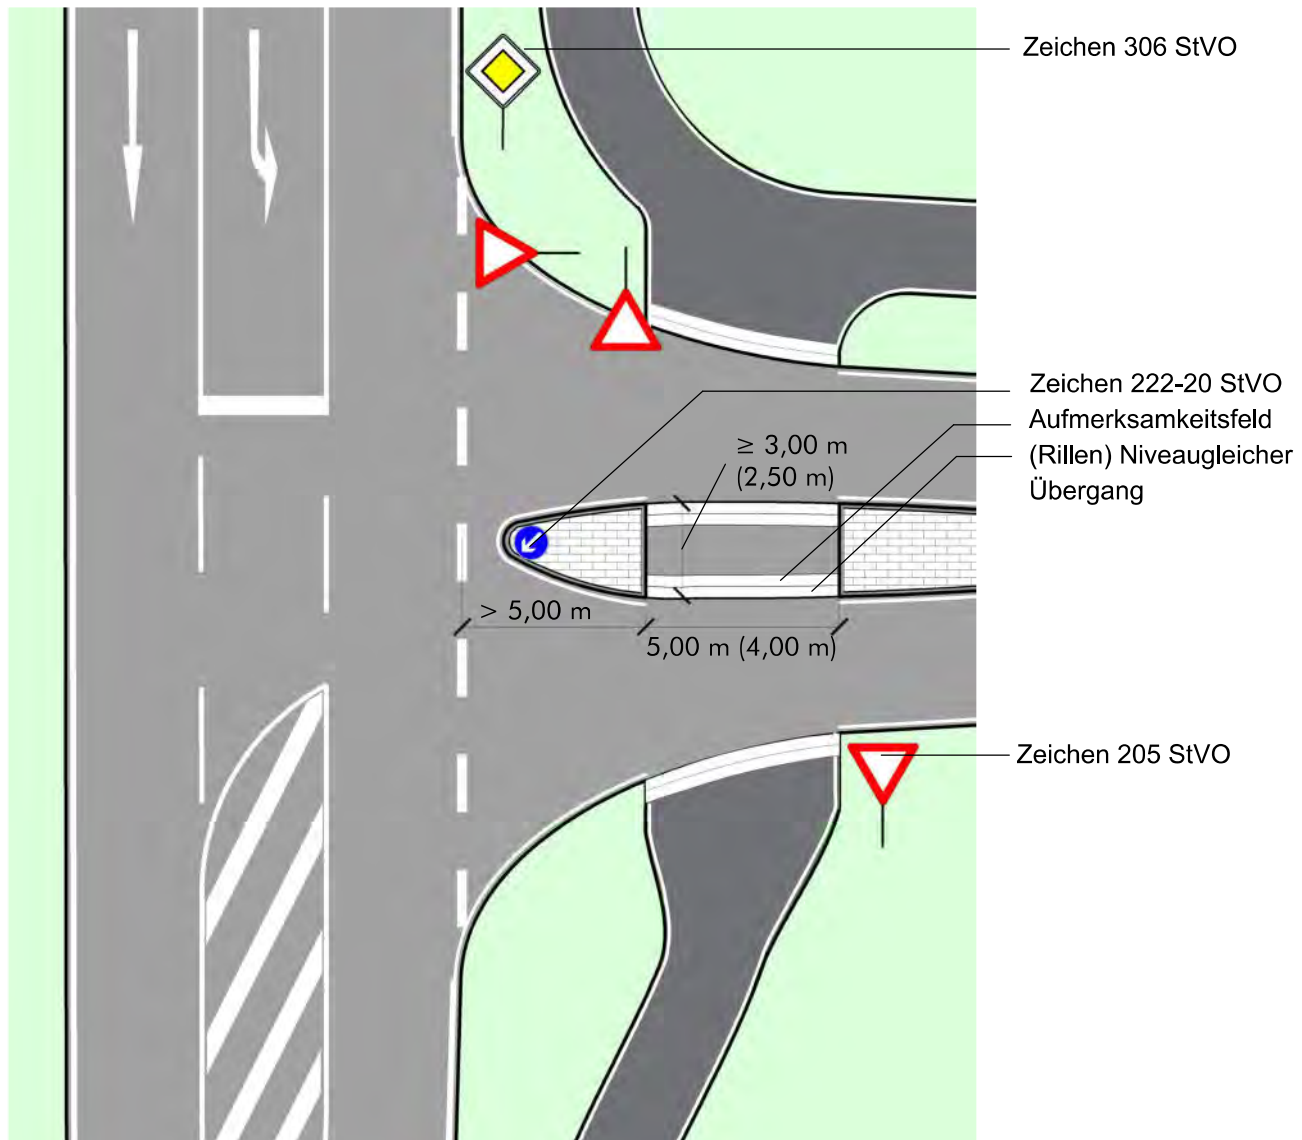 Zeichen 306 StVO
Zeichen 222-20 StVO
Aufmerksamkeitsfeld
(Rillen) Niveaugleicher
Übergang
≥ 3,00 m
(2,50 m)
> 5,00 m
5,00 m (4,00 m)
Zeichen 205 StVO